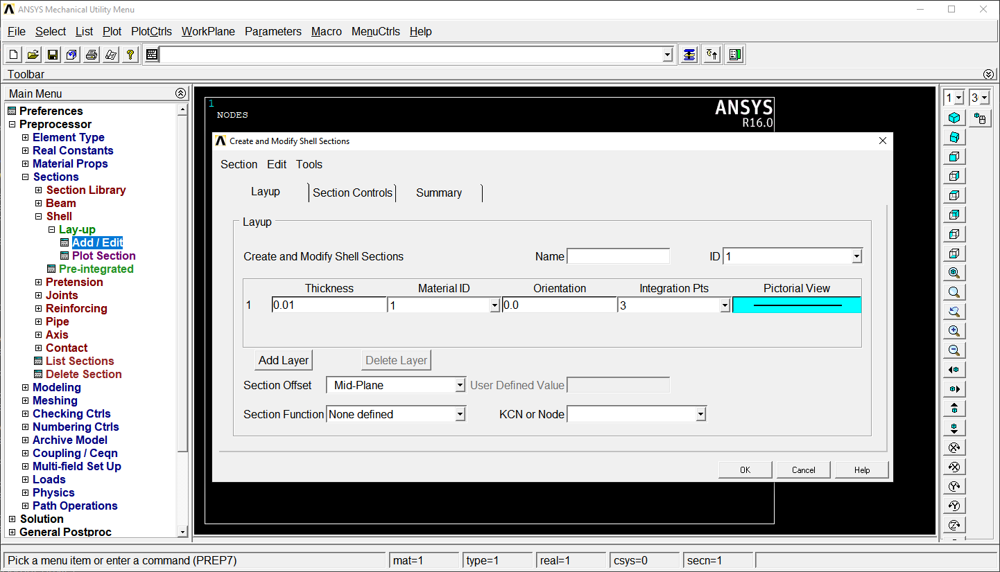 ANSYS Mechanical Utility Menu
File Select List Plot PlotCtrls WorkPlane Parameters Macro MenuCtrls Help
Toolbar
Main Menu
Preferences
Preprocessor
Element Type
Real Constants
Material Props
Sections
Section Library
Beam
Shell
Lay-up
Add / Edit
Plot Section
Pre-integrated
Pretension
Joints
Reinforcing
Pipe
Axis
Contact
List Sections
Delete Section
Modeling
Meshing
Checking Ctrls
Numbering Ctrls
Archive Model
Coupling / Ceqn
Multi-field Set Up
Loads
Physics
Path Operations
Solution
General Postproc
1
NODES
ANSYS
R16.0
Create and Modify Shell Sections
Section Edit Tools
Layup Section Controls Summary
Layup
Create and Modify Shell Sections Name ID 1
Thickness Material ID Orientation Integration Pts Pictorial View
1 0.01 1 0.0 3
Add Layer Delete Layer
Section Offset Mid-Plane User Defined Value
Section Function None defined KCN or Node
OK Cancel Help
1 3
Pick a menu item or enter a command (PREP7) mat=1 type=1 real=1 csys=0 secn=1